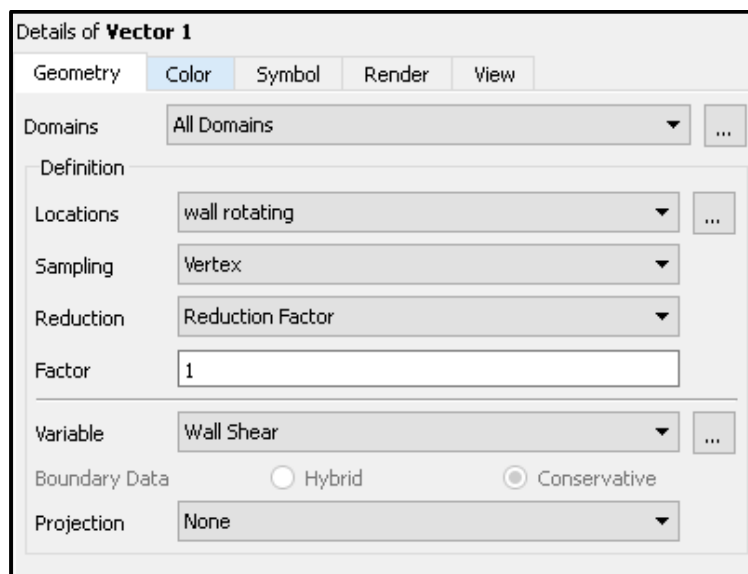 Details of Vector 1
Geometry Color Symbol Render View
Domains All Domains ...
Definition
Locations wall rotating ...
Sampling Vertex
Reduction Reduction Factor
Factor 1
Variable Wall Shear ...
Boundary Data Hybrid Conservative
Projection None